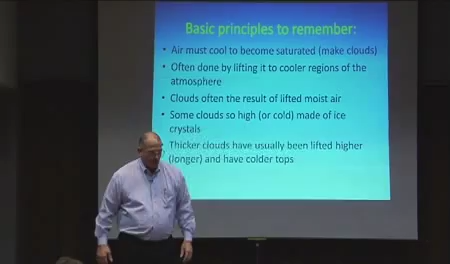 Basic principles to remember:
• Air must cool to become saturated (make clouds)
• Often done by lifting it to cooler regions of the
atmosphere
• Clouds often the result of lifted moist air
• Some clouds so high (or cold) made of ice
crystals
Thicker clouds have usually been lifted higher
(longer) and have colder tops